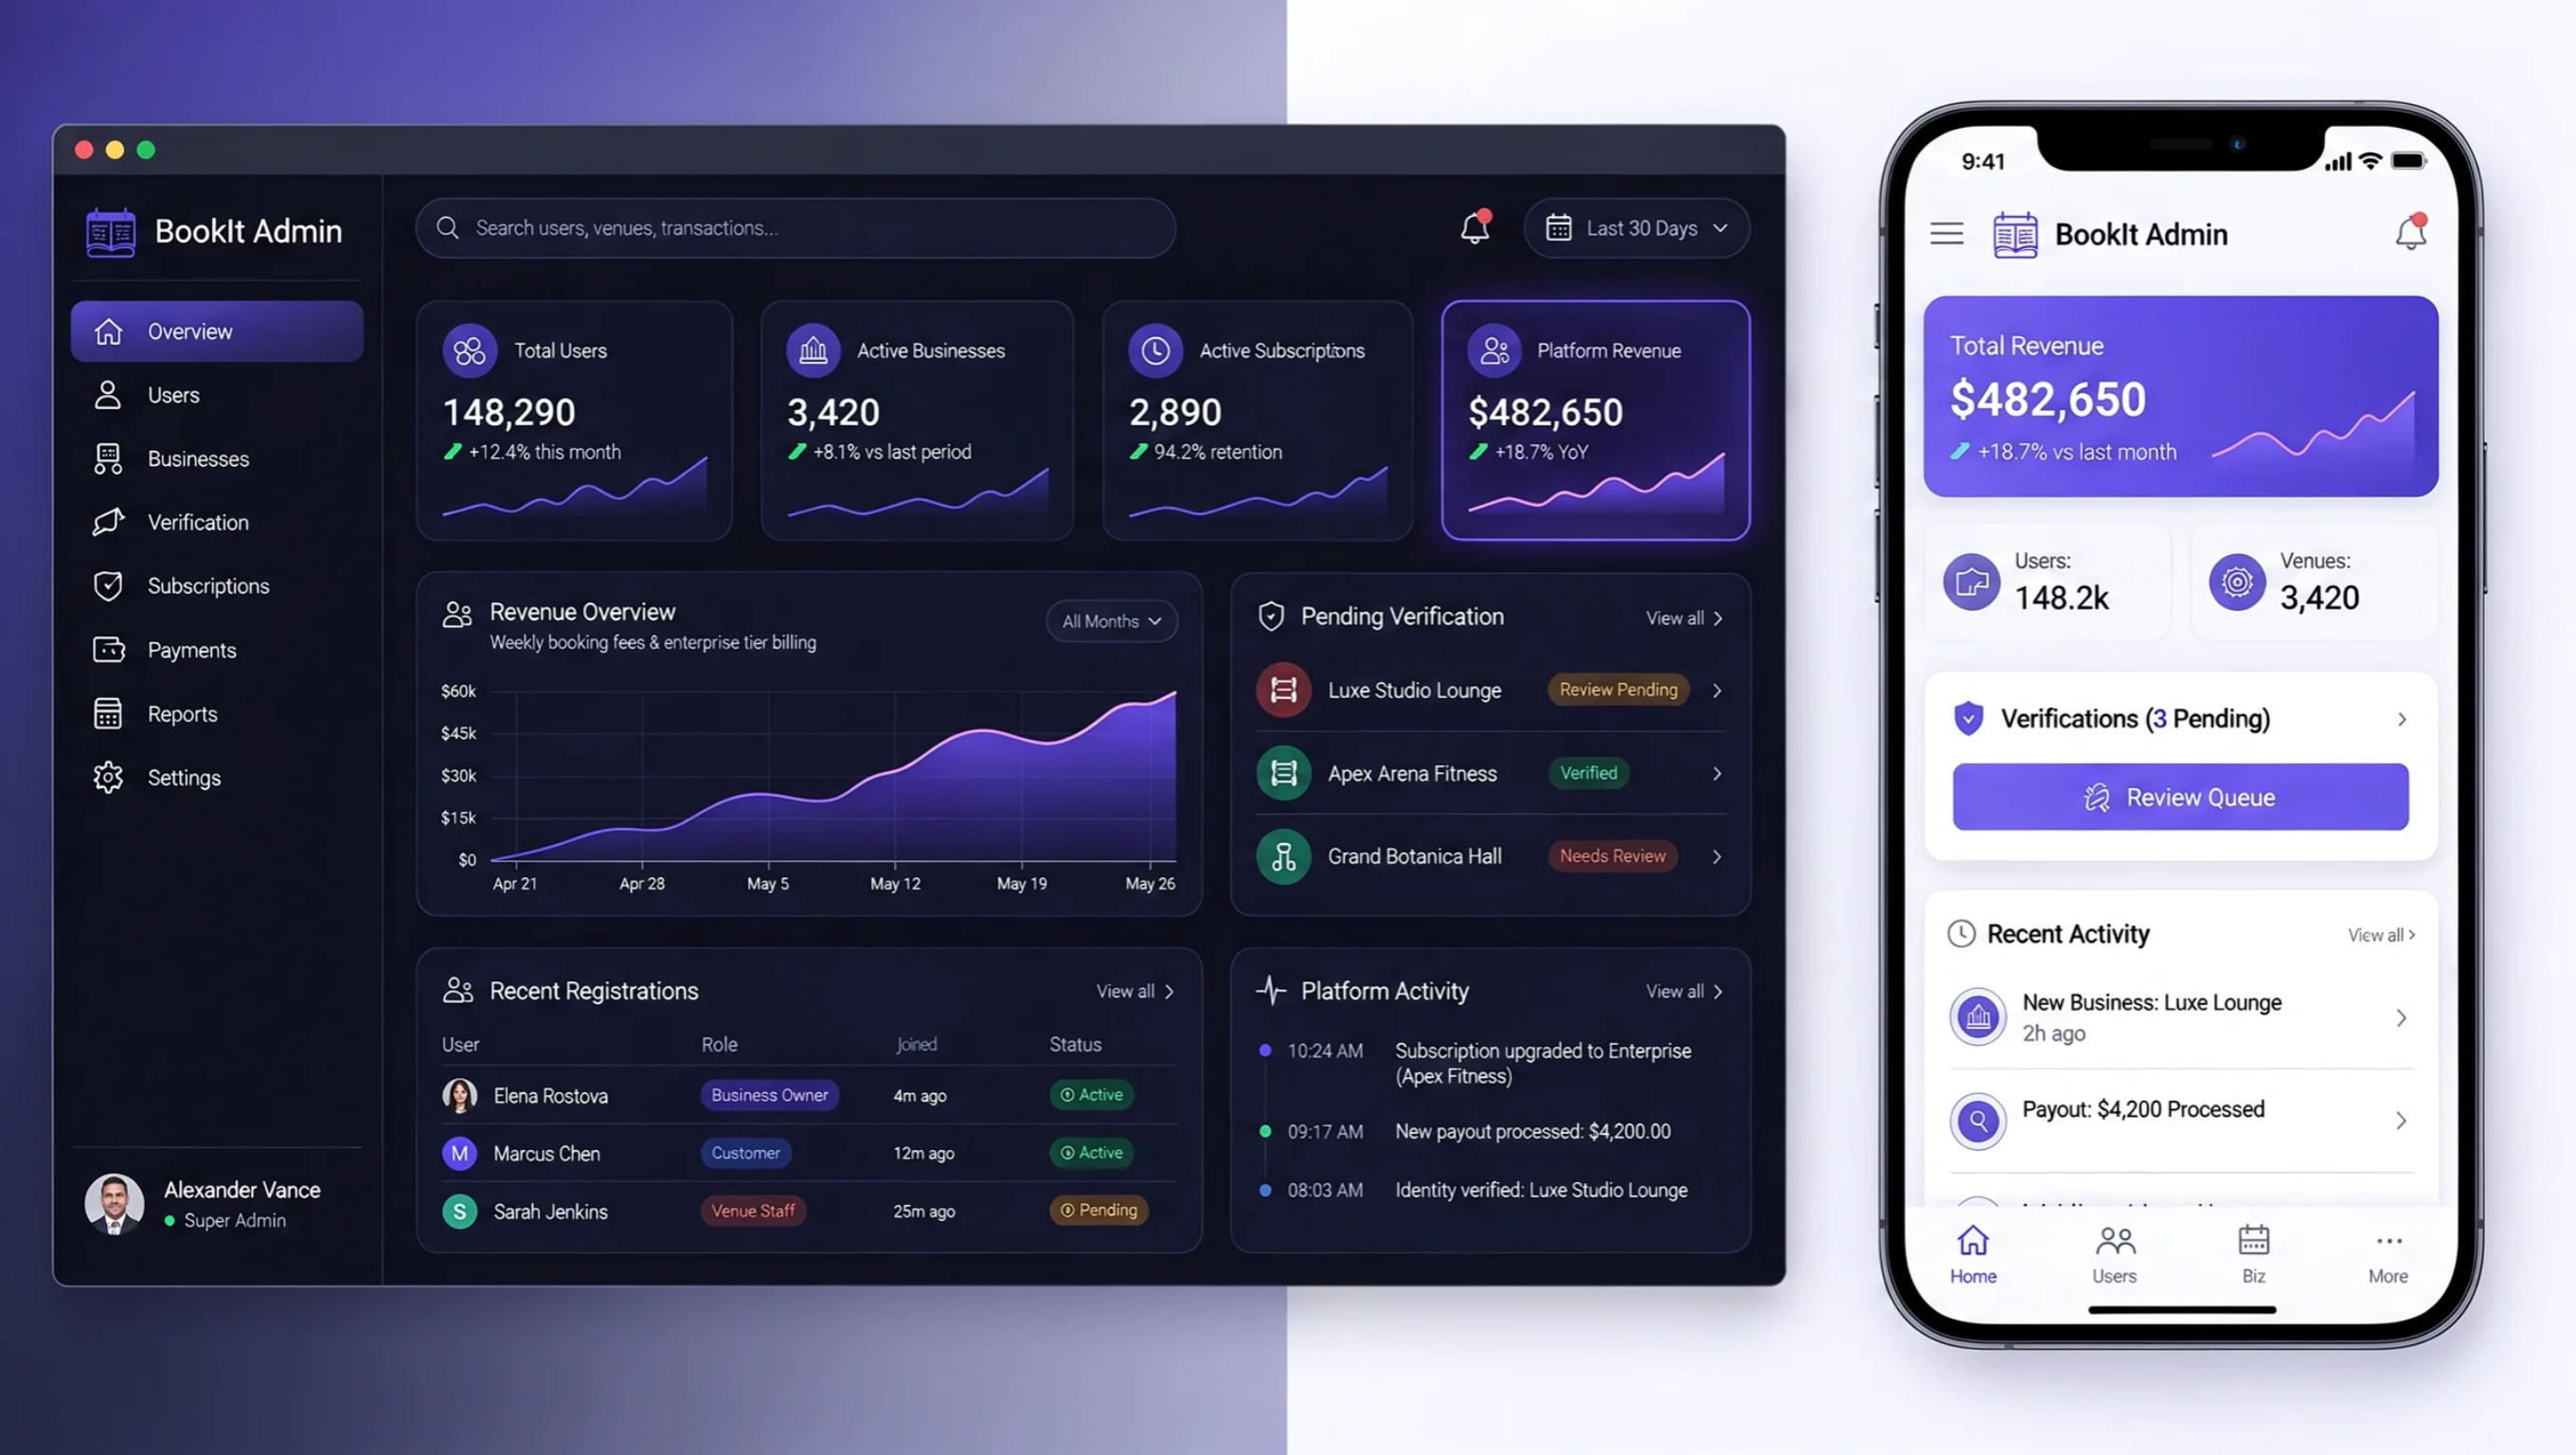 BookIt Admin
Overview
Users
Businesses
Verification
Subscriptions
Payments
Reports
Settings
Alexander Vance
Super Admin
Search users, venues, transactions...
Last 30 Days
Total Users
148,290
+12.4% this month
Active Businesses
3,420
+8.1% vs last period
Active Subscriptions
2,890
94.2% retention
Platform Revenue
$482,650
+18.7% YoY
Revenue Overview
Weekly booking fees & enterprise tier billing
All Months
$60k
$45k
$30k
$15k
$0
Apr 21 Apr 28 May 5 May 12 May 19 May 26
Pending Verification
View all
Luxe Studio Lounge Review Pending
Apex Arena Fitness Verified
Grand Botanica Hall Needs Review
Recent Registrations
View all
User Role Joined Status
Elena Rostova Business Owner 4m ago Active
M Marcus Chen Customer 12m ago Active
S Sarah Jenkins Venue Staff 25m ago Pending
Platform Activity
View all
10:24 AM Subscription upgraded to Enterprise
(Apex Fitness)
09:17 AM New payout processed: $4,200.00
08:03 AM Identity verified: Luxe Studio Lounge
9:41
BookIt Admin
Total Revenue
$482,650
+18.7% vs last month
Users:
148.2k
Venues:
3,420
Verifications (3 Pending)
Review Queue
Recent Activity
View all
New Business: Luxe Lounge
2h ago
Payout: $4,200 Processed
Home Users Biz More